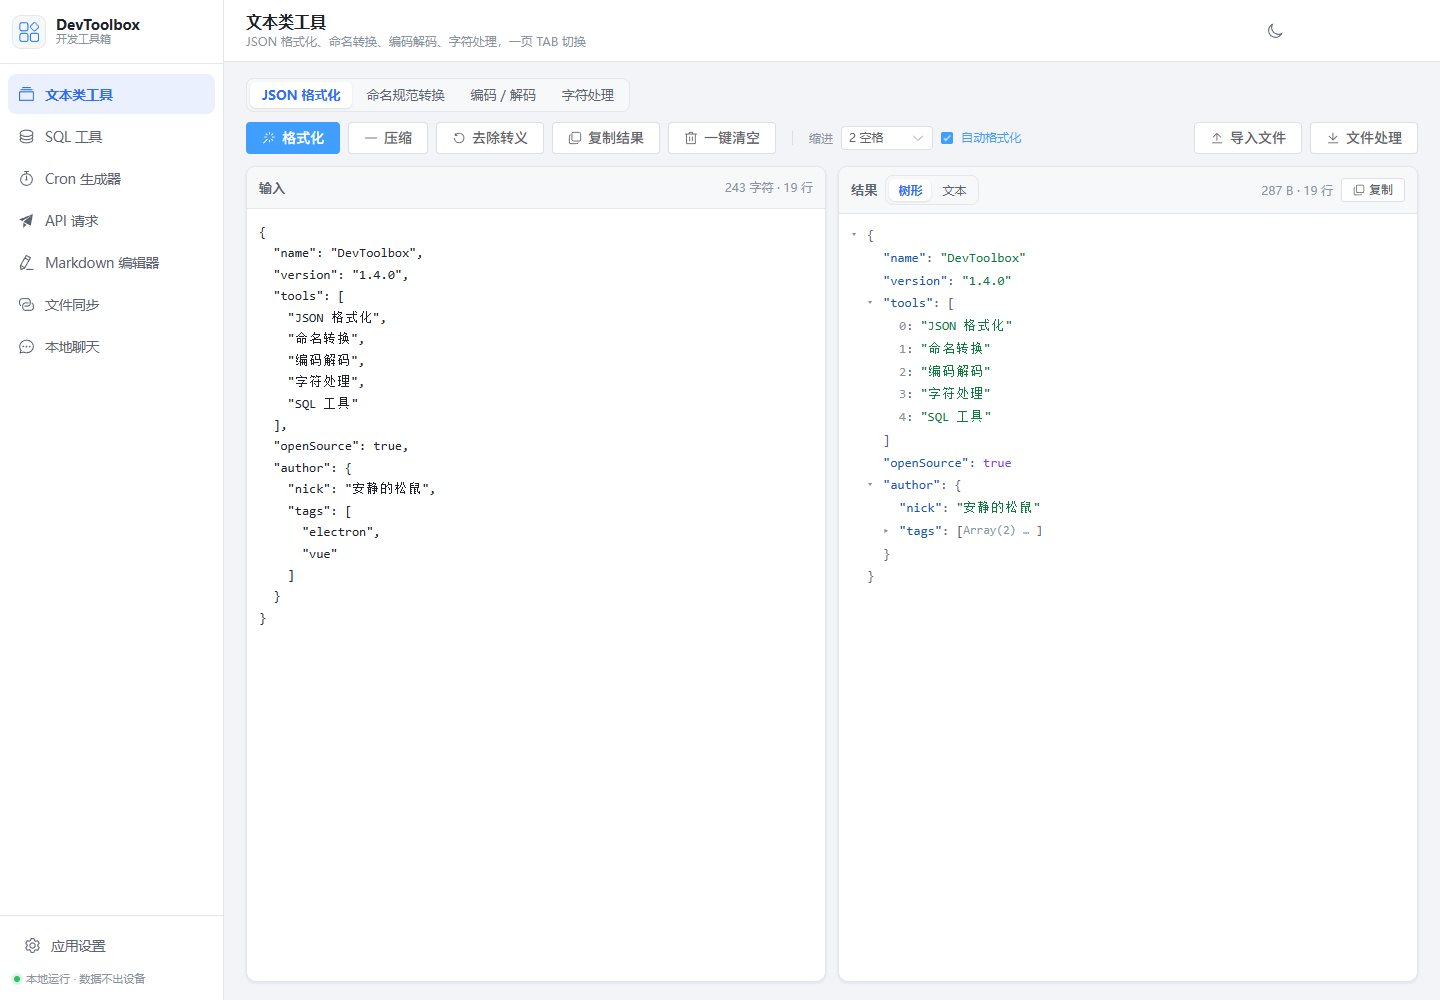 DevToolbox
开发工具箱
文本类工具
SQL 工具
Cron 生成器
API 请求
Markdown 编辑器
文件同步
本地聊天
应用设置
本地运行 · 数据不出设备
文本类工具
JSON 格式化、命名转换、编码解码、字符处理，一页 TAB 切换
JSON 格式化 命名规范转换 编码 / 解码 字符处理
格式化 压缩 去除转义 复制结果 一键清空 缩进 2 空格 自动格式化 导入文件 文件处理
输入 243 字符 · 19 行
{
  "name": "DevToolbox",
  "version": "1.4.0",
  "tools": [
    "JSON 格式化",
    "命名转换",
    "编码解码",
    "字符处理",
    "SQL 工具"
  ],
  "openSource": true,
  "author": {
    "nick": "安静的松鼠",
    "tags": [
      "electron",
      "vue"
    ]
  }
}
结果 树形 文本 287 B · 19 行 复制
{
"name": "DevToolbox"
"version": "1.4.0"
"tools": [
0: "JSON 格式化"
1: "命名转换"
2: "编码解码"
3: "字符处理"
4: "SQL 工具"
]
"openSource": true
"author": {
"nick": "安静的松鼠"
"tags": [Array(2) … ]
}
}